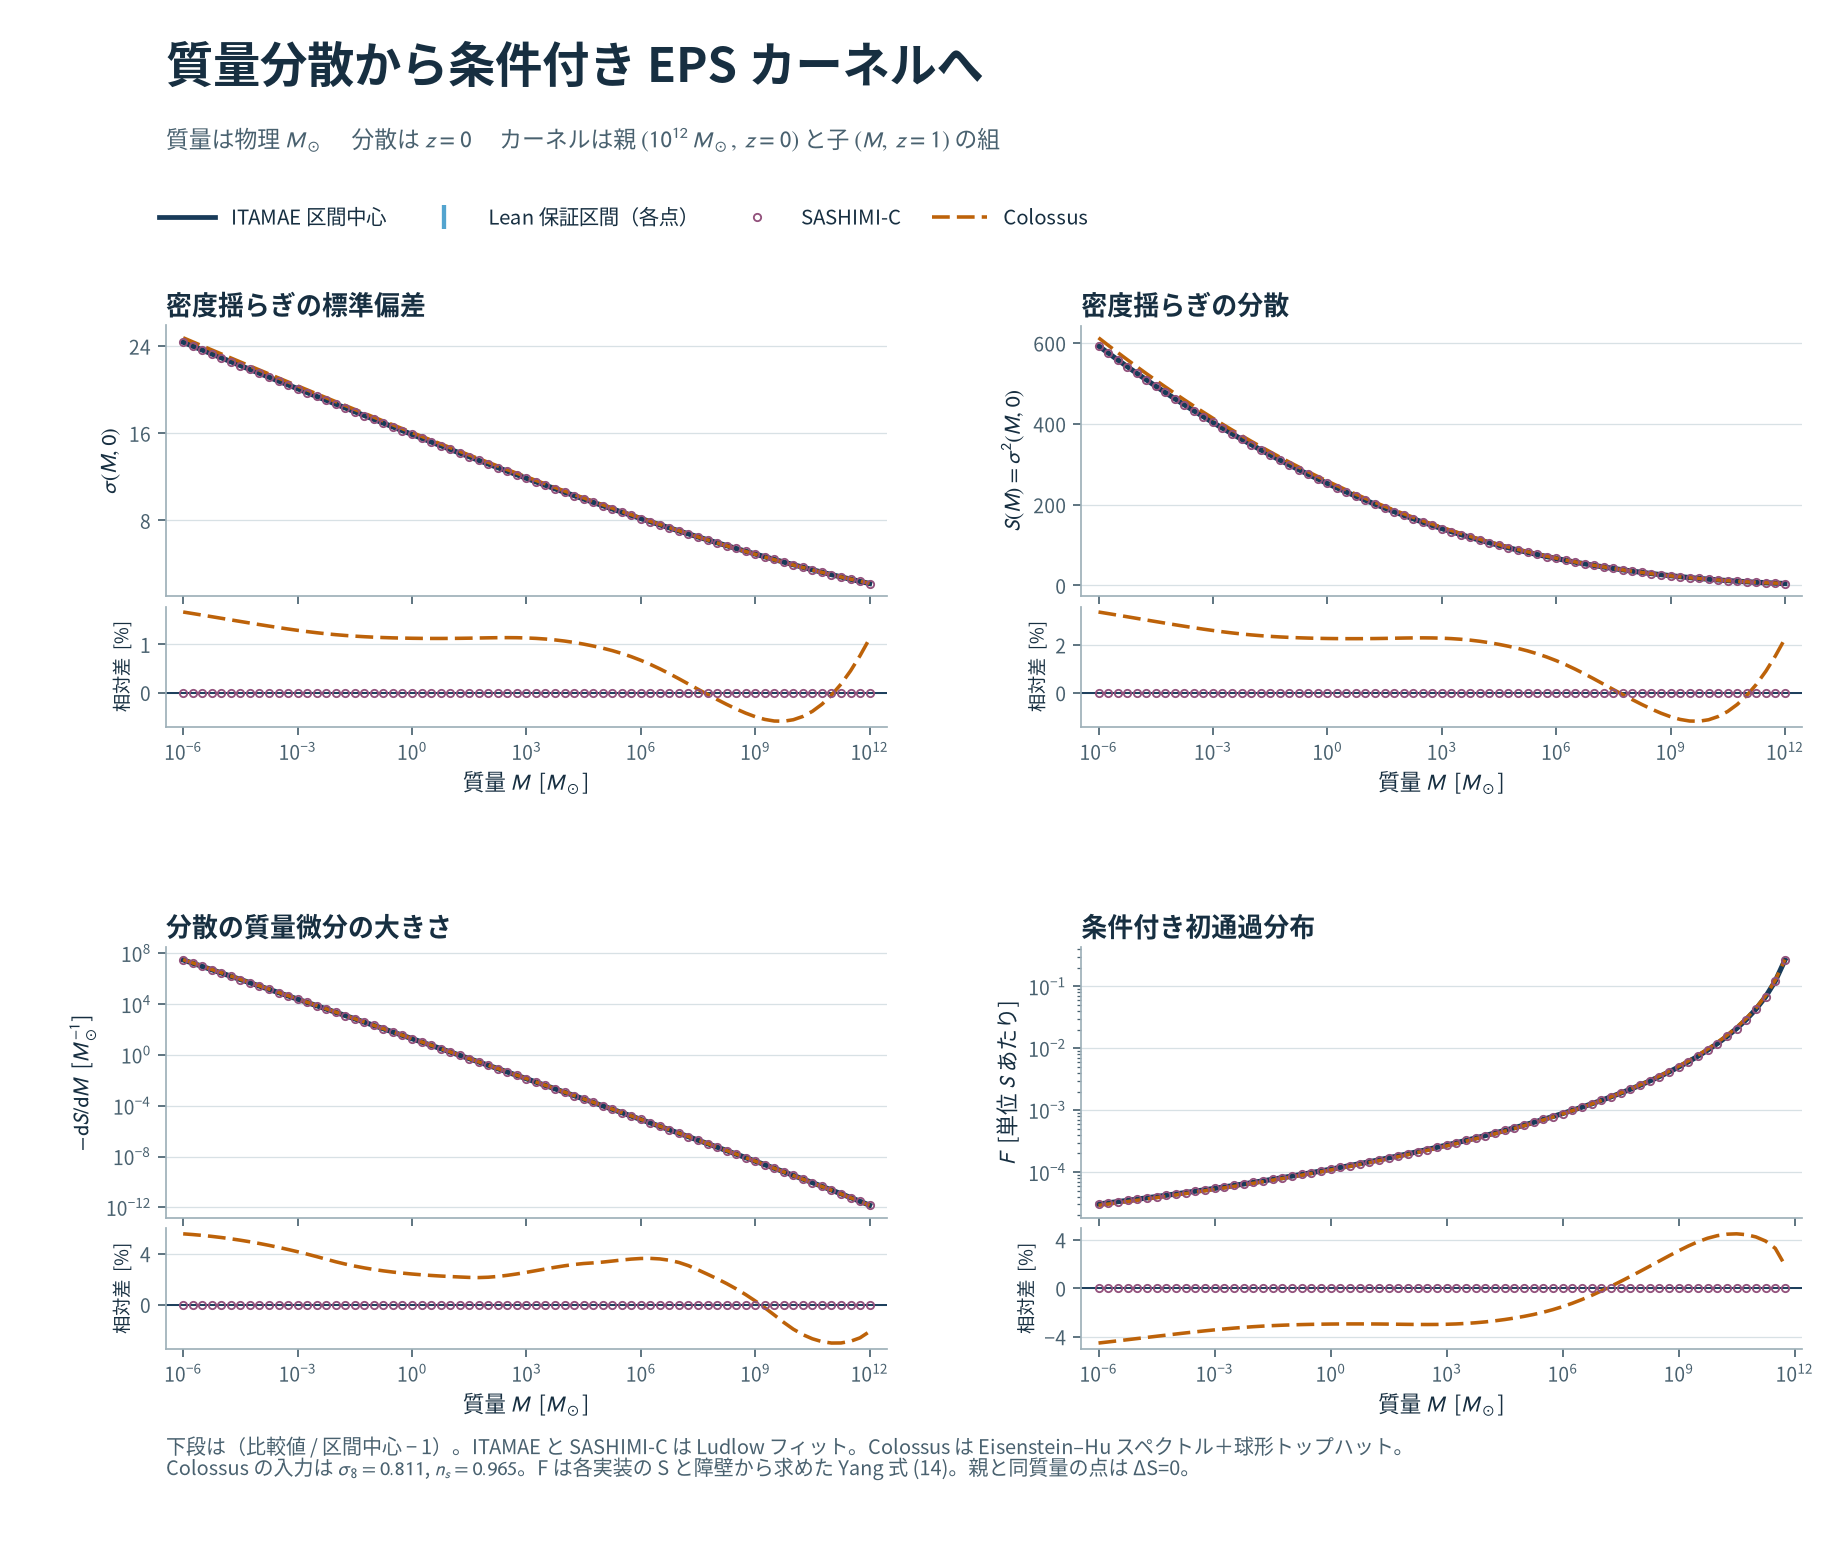 質量分散から条件付き EPS カーネルへ
質量は物理 M⊙　分散は z = 0　カーネルは親 (10¹² M⊙, z = 0) と子 (M, z = 1) の組
ITAMAE 区間中心
Lean 保証区間（各点）
SASHIMI-C
Colossus
密度揺らぎの標準偏差
σ(M, 0)
24
16
8
相対差 [%]
1
0
10⁻⁶ 10⁻³ 10⁰ 10³ 10⁶ 10⁹ 10¹²
質量 M [M⊙]
密度揺らぎの分散
S(M) = σ²(M, 0)
600
400
200
0
相対差 [%]
2
0
10⁻⁶ 10⁻³ 10⁰ 10³ 10⁶ 10⁹ 10¹²
質量 M [M⊙]
分散の質量微分の大きさ
−dS/dM [M⊙⁻¹]
10⁸
10⁴
10⁰
10⁻⁴
10⁻⁸
10⁻¹²
相対差 [%]
4
0
10⁻⁶ 10⁻³ 10⁰ 10³ 10⁶ 10⁹ 10¹²
質量 M [M⊙]
条件付き初通過分布
F [単位 S あたり]
10⁻¹
10⁻²
10⁻³
10⁻⁴
相対差 [%]
4
0
−4
10⁻⁶ 10⁻³ 10⁰ 10³ 10⁶ 10⁹ 10¹²
質量 M [M⊙]
下段は（比較値 / 区間中心 − 1）。ITAMAE と SASHIMI-C は Ludlow フィット。Colossus は Eisenstein–Hu スペクトル＋球形トップハット。
Colossus の入力は σ₈ = 0.811, nₛ = 0.965。F は各実装の S と障壁から求めた Yang 式 (14)。親と同質量の点は ΔS=0。